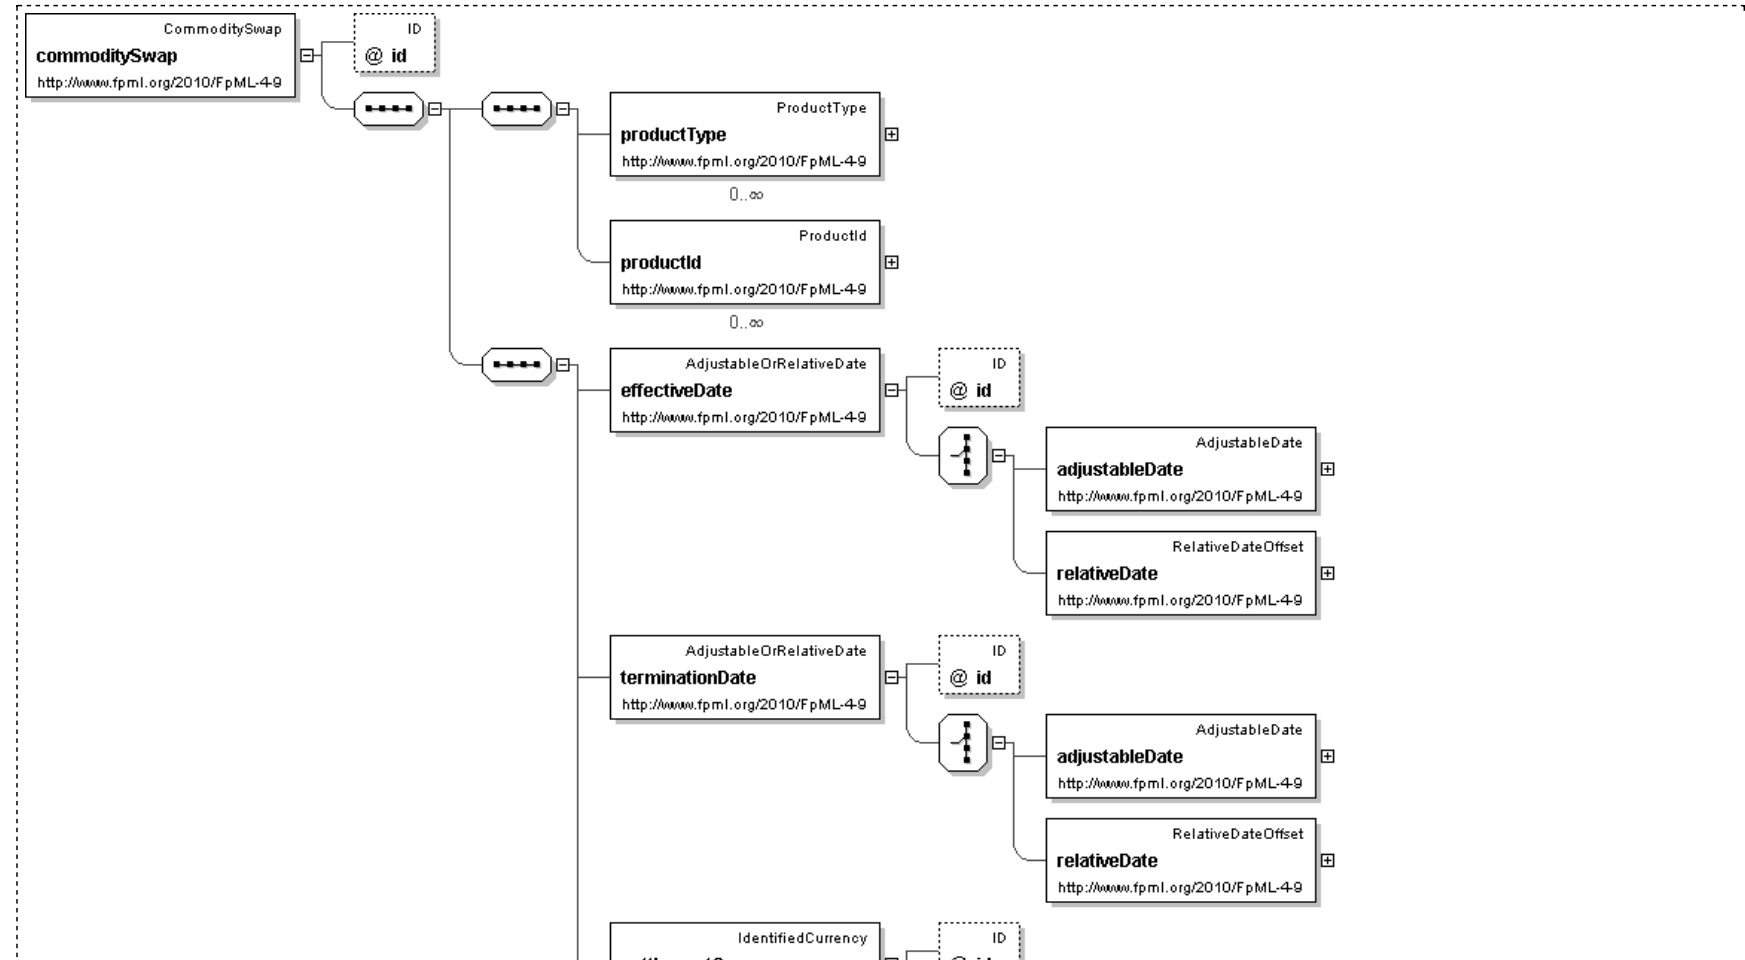 CommoditySwap
commoditySwap
http://www.fpml.org/2010/FpML-4-9
ID
@ id
ProductType
productType
http://www.fpml.org/2010/FpML-4-9
0..∞
ProductId
productId
http://www.fpml.org/2010/FpML-4-9
0..∞
AdjustableOrRelativeDate
effectiveDate
http://www.fpml.org/2010/FpML-4-9
ID
@ id
AdjustableDate
adjustableDate
http://www.fpml.org/2010/FpML-4-9
RelativeDateOffset
relativeDate
http://www.fpml.org/2010/FpML-4-9
AdjustableOrRelativeDate
terminationDate
http://www.fpml.org/2010/FpML-4-9
ID
@ id
AdjustableDate
adjustableDate
http://www.fpml.org/2010/FpML-4-9
RelativeDateOffset
relativeDate
http://www.fpml.org/2010/FpML-4-9
IdentifiedCurrency
ID